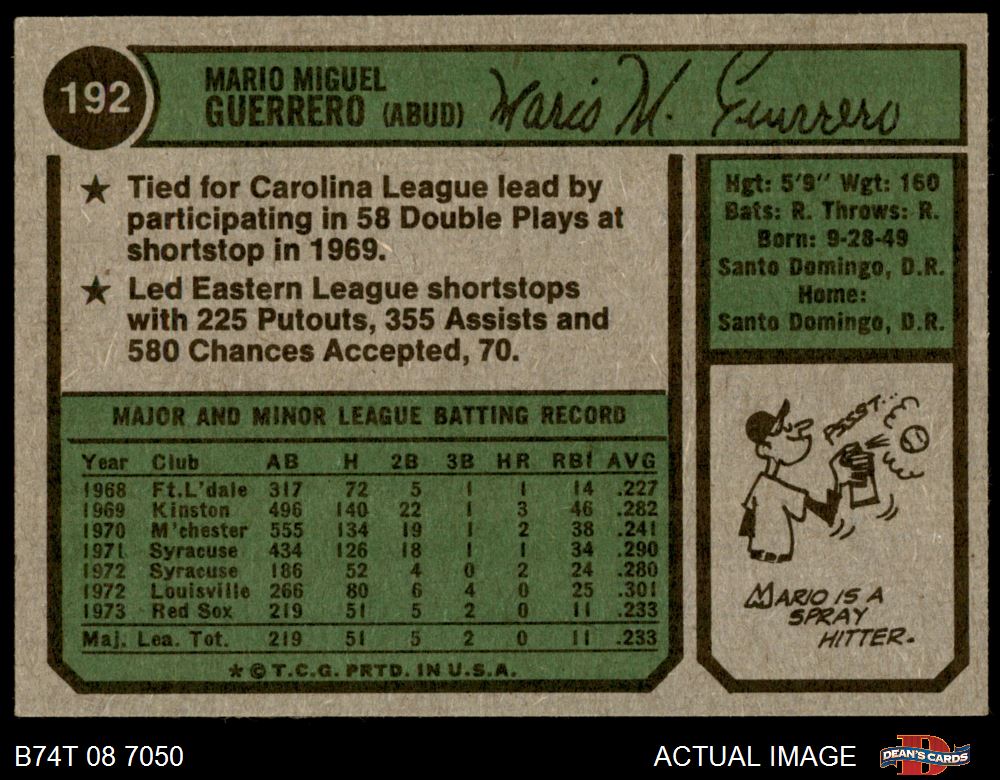 192
MARIO MIGUEL
GUERRERO (ABUD)
Mario M. Guerrero
★ Tied for Carolina League lead by
participating in 58 Double Plays at
shortstop in 1969.
★ Led Eastern League shortstops
with 225 Putouts, 355 Assists and
580 Chances Accepted, 70.
Hgt: 5'9" Wgt: 160
Bats: R. Throws: R.
Born: 9-28-49
Santo Domingo, D.R.
Home:
Santo Domingo, D.R.
MAJOR AND MINOR LEAGUE BATTING RECORD
Year Club AB H 2B 3B HR RBI AVG
1968 Ft.L'dale 317 72 5 1 1 14 .227
1969 Kinston 496 140 22 1 3 46 .282
1970 M'chester 555 134 19 1 2 38 .241
1971 Syracuse 434 126 18 1 1 34 .290
1972 Syracuse 186 52 4 0 2 24 .280
1972 Louisville 266 80 6 4 0 25 .301
1973 Red Sox 219 51 5 2 0 11 .233
Maj. Lea. Tot. 219 51 5 2 0 11 .233
★ © T.C.G. PRTD. IN U.S.A.
PSSST...
MARIO IS A
SPRAY
HITTER.
B74T 08 7050
ACTUAL IMAGE
DEAN'S CARDS